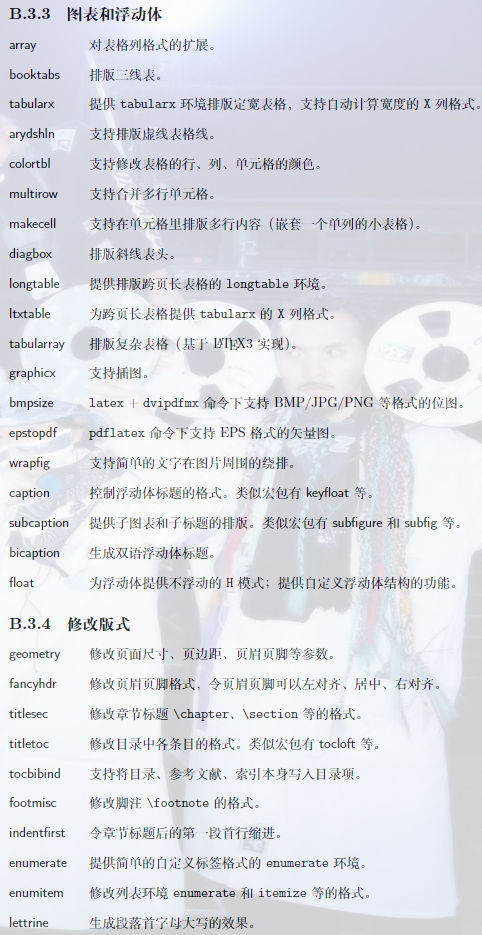 B.3.3 图表和浮动体
array 对表格列格式的扩展。
booktabs 排版三线表。
tabularx 提供 tabularx 环境排版定宽表格，支持自动计算宽度的 X 列格式。
arydshln 支持排版虚线表格线。
colortbl 支持修改表格的行、列、单元格的颜色。
multirow 支持合并多行单元格。
makecell 支持在单元格里排版多行内容（嵌套一个单列的小表格）。
diagbox 排版斜线表头。
longtable 提供排版跨页长表格的 longtable 环境。
ltxtable 为跨页长表格提供 tabularx 的 X 列格式。
tabularray 排版复杂表格（基于 LATEX3 实现）。
graphicx 支持插图。
bmpsize latex + dvipdfmx 命令下支持 BMP/JPG/PNG 等格式的位图。
epstopdf pdflatex 命令下支持 EPS 格式的矢量图。
wrapfig 支持简单的文字在图片周围的绕排。
caption 控制浮动体标题的格式。类似宏包有 keyfloat 等。
subcaption 提供子图表和子标题的排版。类似宏包有 subfigure 和 subfig 等。
bicaption 生成双语浮动体标题。
float 为浮动体提供不浮动的 H 模式；提供自定义浮动体结构的功能。
B.3.4 修改版式
geometry 修改页面尺寸、页边距、页眉页脚等参数。
fancyhdr 修改页眉页脚格式，令页眉页脚可以左对齐、居中、右对齐。
titlesec 修改章节标题 \chapter、\section 等的格式。
titletoc 修改目录中各条目的格式。类似宏包有 tocloft 等。
tocbibind 支持将目录、参考文献、索引本身写入目录项。
footmisc 修改脚注 \footnote 的格式。
indentfirst 令章节标题后的第一段首行缩进。
enumerate 提供简单的自定义标签格式的 enumerate 环境。
enumitem 修改列表环境 enumerate 和 itemize 等的格式。
lettrine 生成段落首字母大写的效果。